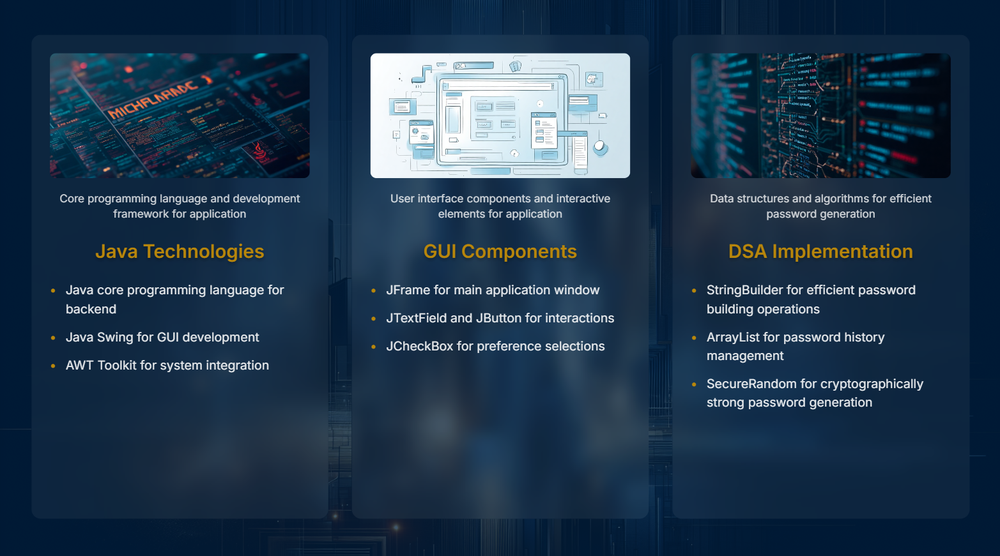 MICHFLNANDC
Core programming language and development
framework for application
Java Technologies
• Java core programming language for
backend
• Java Swing for GUI development
• AWT Toolkit for system integration
User interface components and interactive
elements for application
GUI Components
• JFrame for main application window
• JTextField and JButton for interactions
• JCheckBox for preference selections
Data structures and algorithms for efficient
password generation
DSA Implementation
• StringBuilder for efficient password
building operations
• ArrayList for password history
management
• SecureRandom for cryptographically
strong password generation